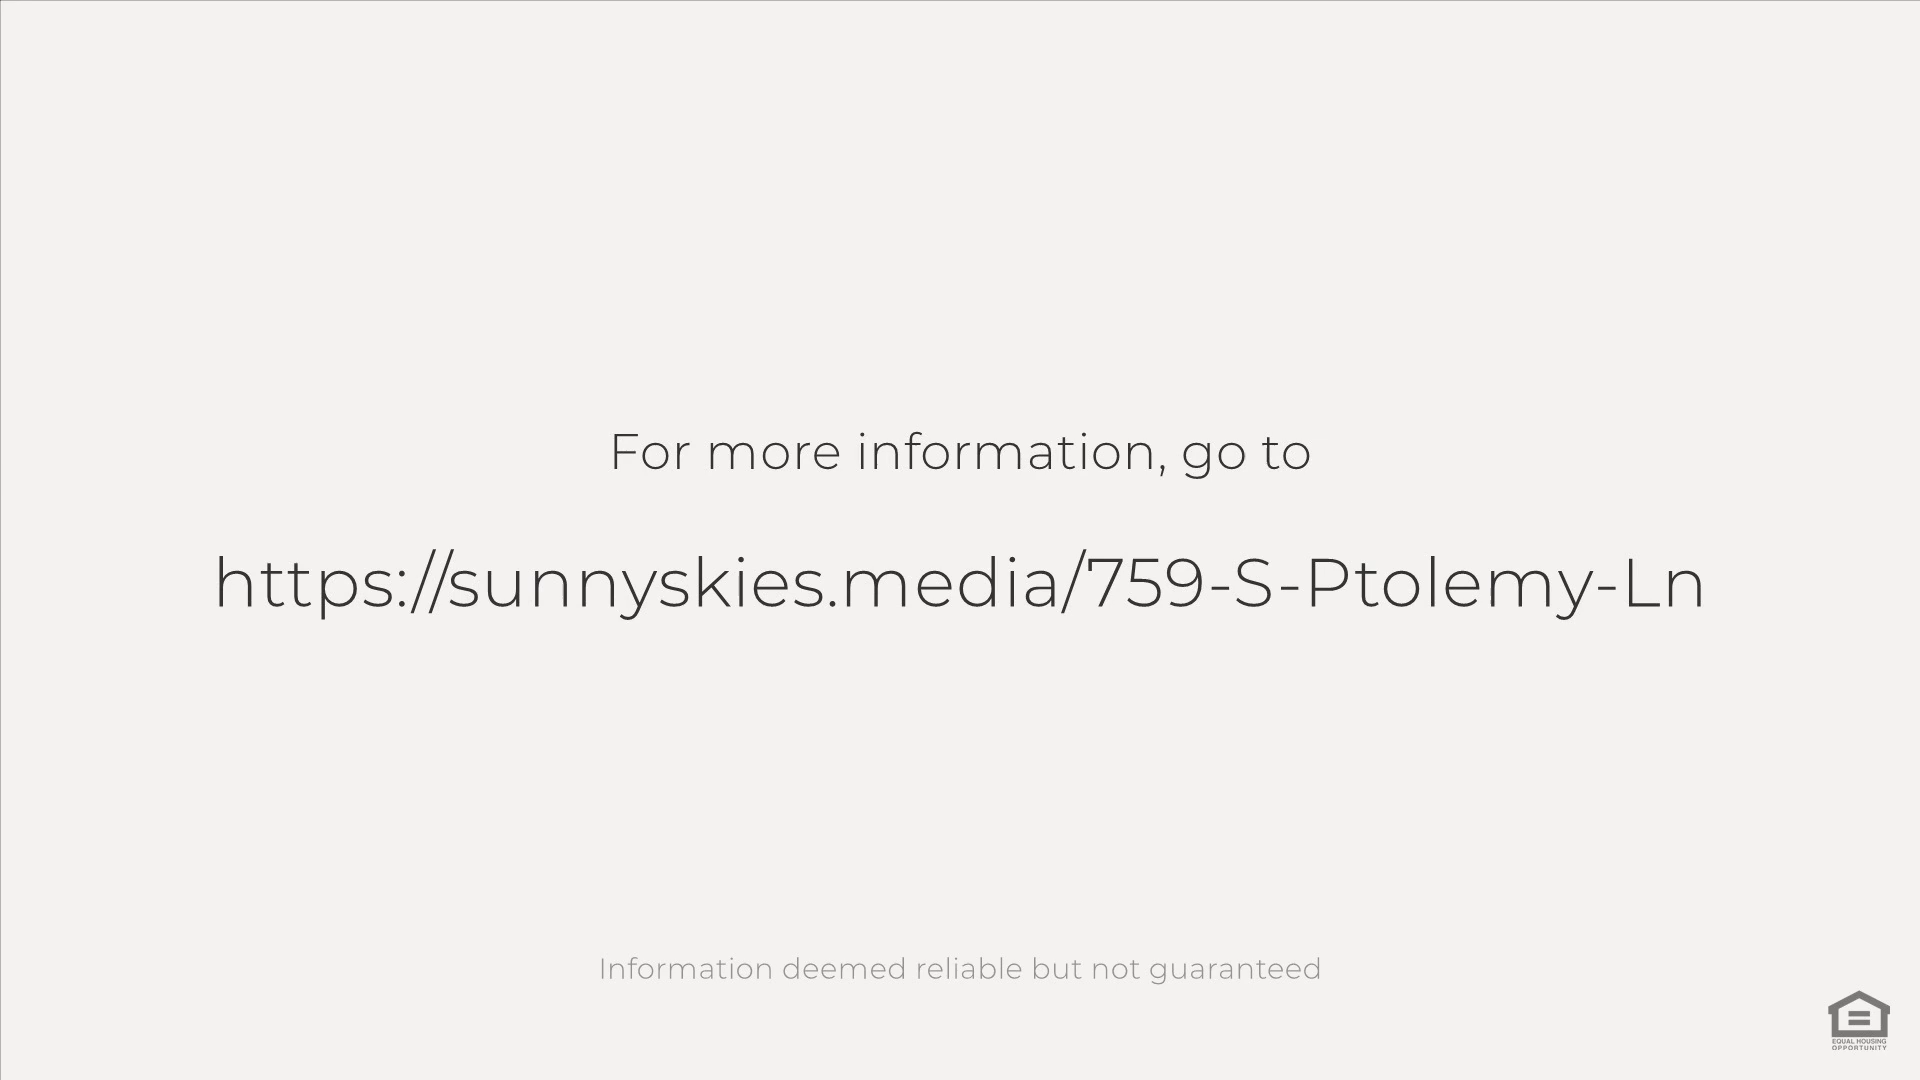 For more information, go to
https://sunnyskies.media/759-S-Ptolemy-Ln
Information deemed reliable but not guaranteed
EQUAL HOUSING
OPPORTUNITY